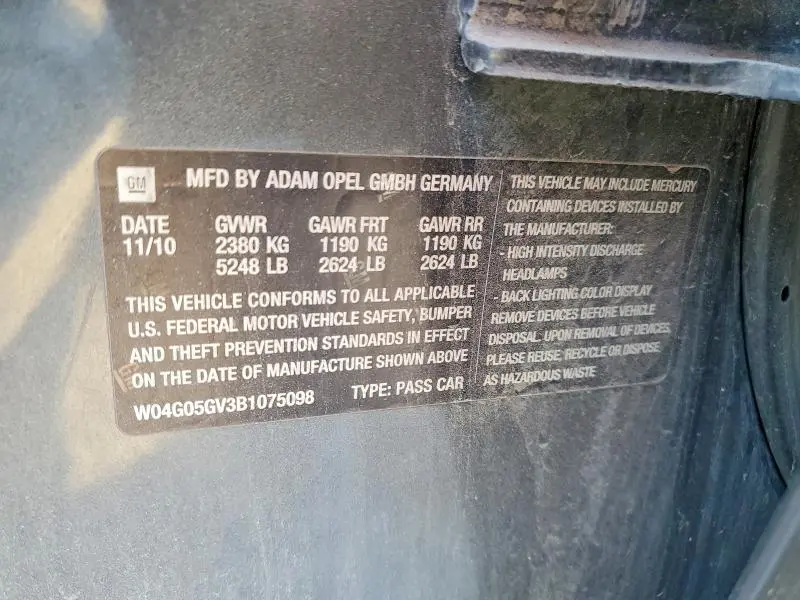 GM
MFD BY ADAM OPEL GMBH GERMANY
DATE GVWR GAWR FRT GAWR RR
11/10 2380 KG 1190 KG 1190 KG
5248 LB 2624 LB 2624 LB
THIS VEHICLE CONFORMS TO ALL APPLICABLE
U.S. FEDERAL MOTOR VEHICLE SAFETY, BUMPER
AND THEFT PREVENTION STANDARDS IN EFFECT
ON THE DATE OF MANUFACTURE SHOWN ABOVE
W04G05GV3B1075098 TYPE: PASS CAR
THIS VEHICLE MAY INCLUDE MERCURY
CONTAINING DEVICES INSTALLED BY
THE MANUFACTURER:
- HIGH INTENSITY DISCHARGE
HEADLAMPS
- BACK LIGHTING COLOR DISPLAY
REMOVE DEVICES BEFORE VEHICLE
DISPOSAL. UPON REMOVAL OF DEVICES
PLEASE REUSE, RECYCLE OR DISPOSE
AS HAZARDOUS WASTE